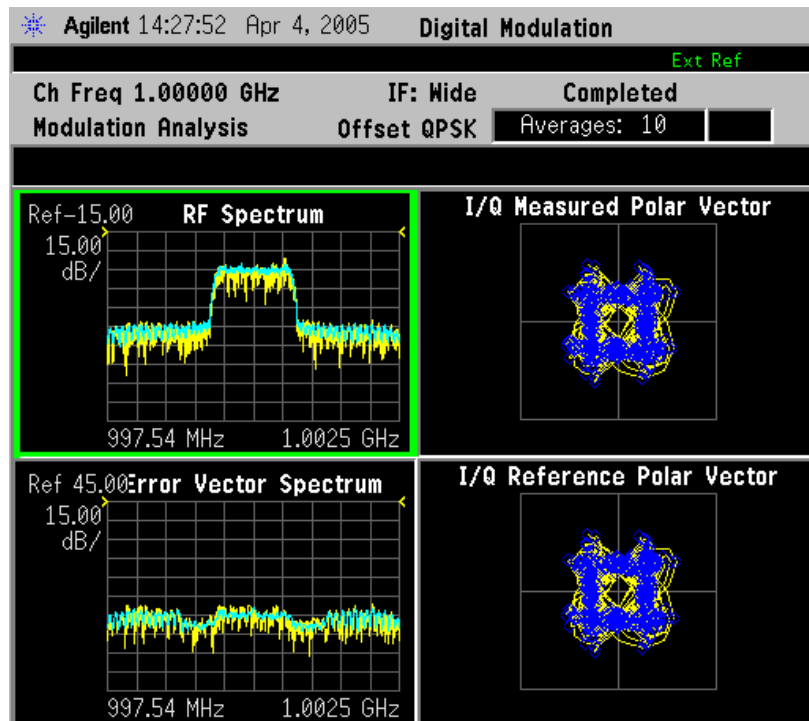 Agilent 14:27:52 Apr 4, 2005 Digital Modulation
Ext Ref
Ch Freq 1.00000 GHz IF: Wide Completed
Modulation Analysis Offset QPSK Averages: 10
Ref-15.00 RF Spectrum
15.00
dB/
997.54 MHz 1.0025 GHz
I/Q Measured Polar Vector
Ref 45.00 Error Vector Spectrum
15.00
dB/
997.54 MHz 1.0025 GHz
I/Q Reference Polar Vector